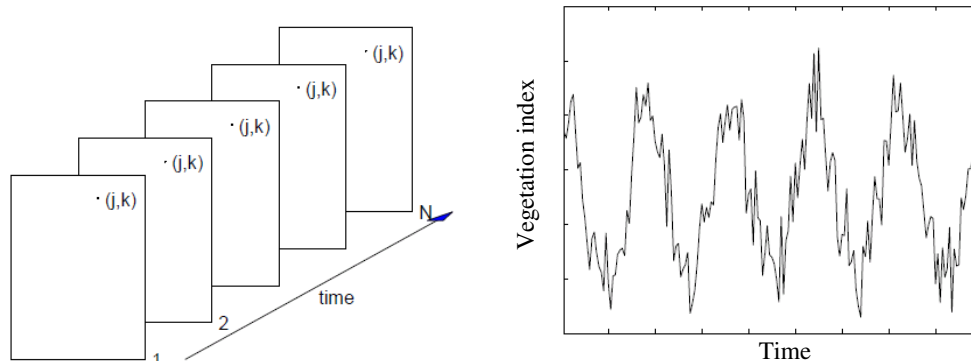 (j,k)
(j,k)
(j,k)
(j,k)
(j,k)
N
time
2
1
Vegetation index
Time